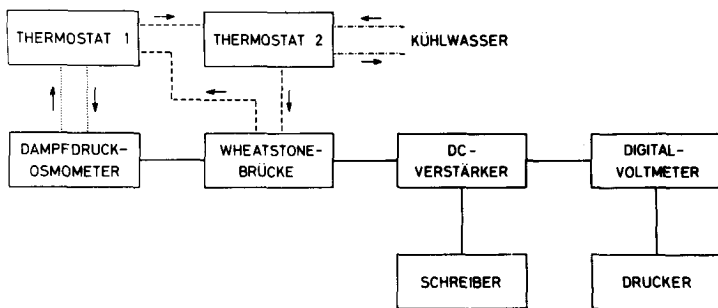 THERMOSTAT 1
THERMOSTAT 2
KÜHLWASSER
DAMPFDRUCK-
OSMOMETER
WHEATSTONE-
BRÜCKE
DC-
VERSTÄRKER
DIGITAL-
VOLTMETER
SCHREIBER
DRUCKER